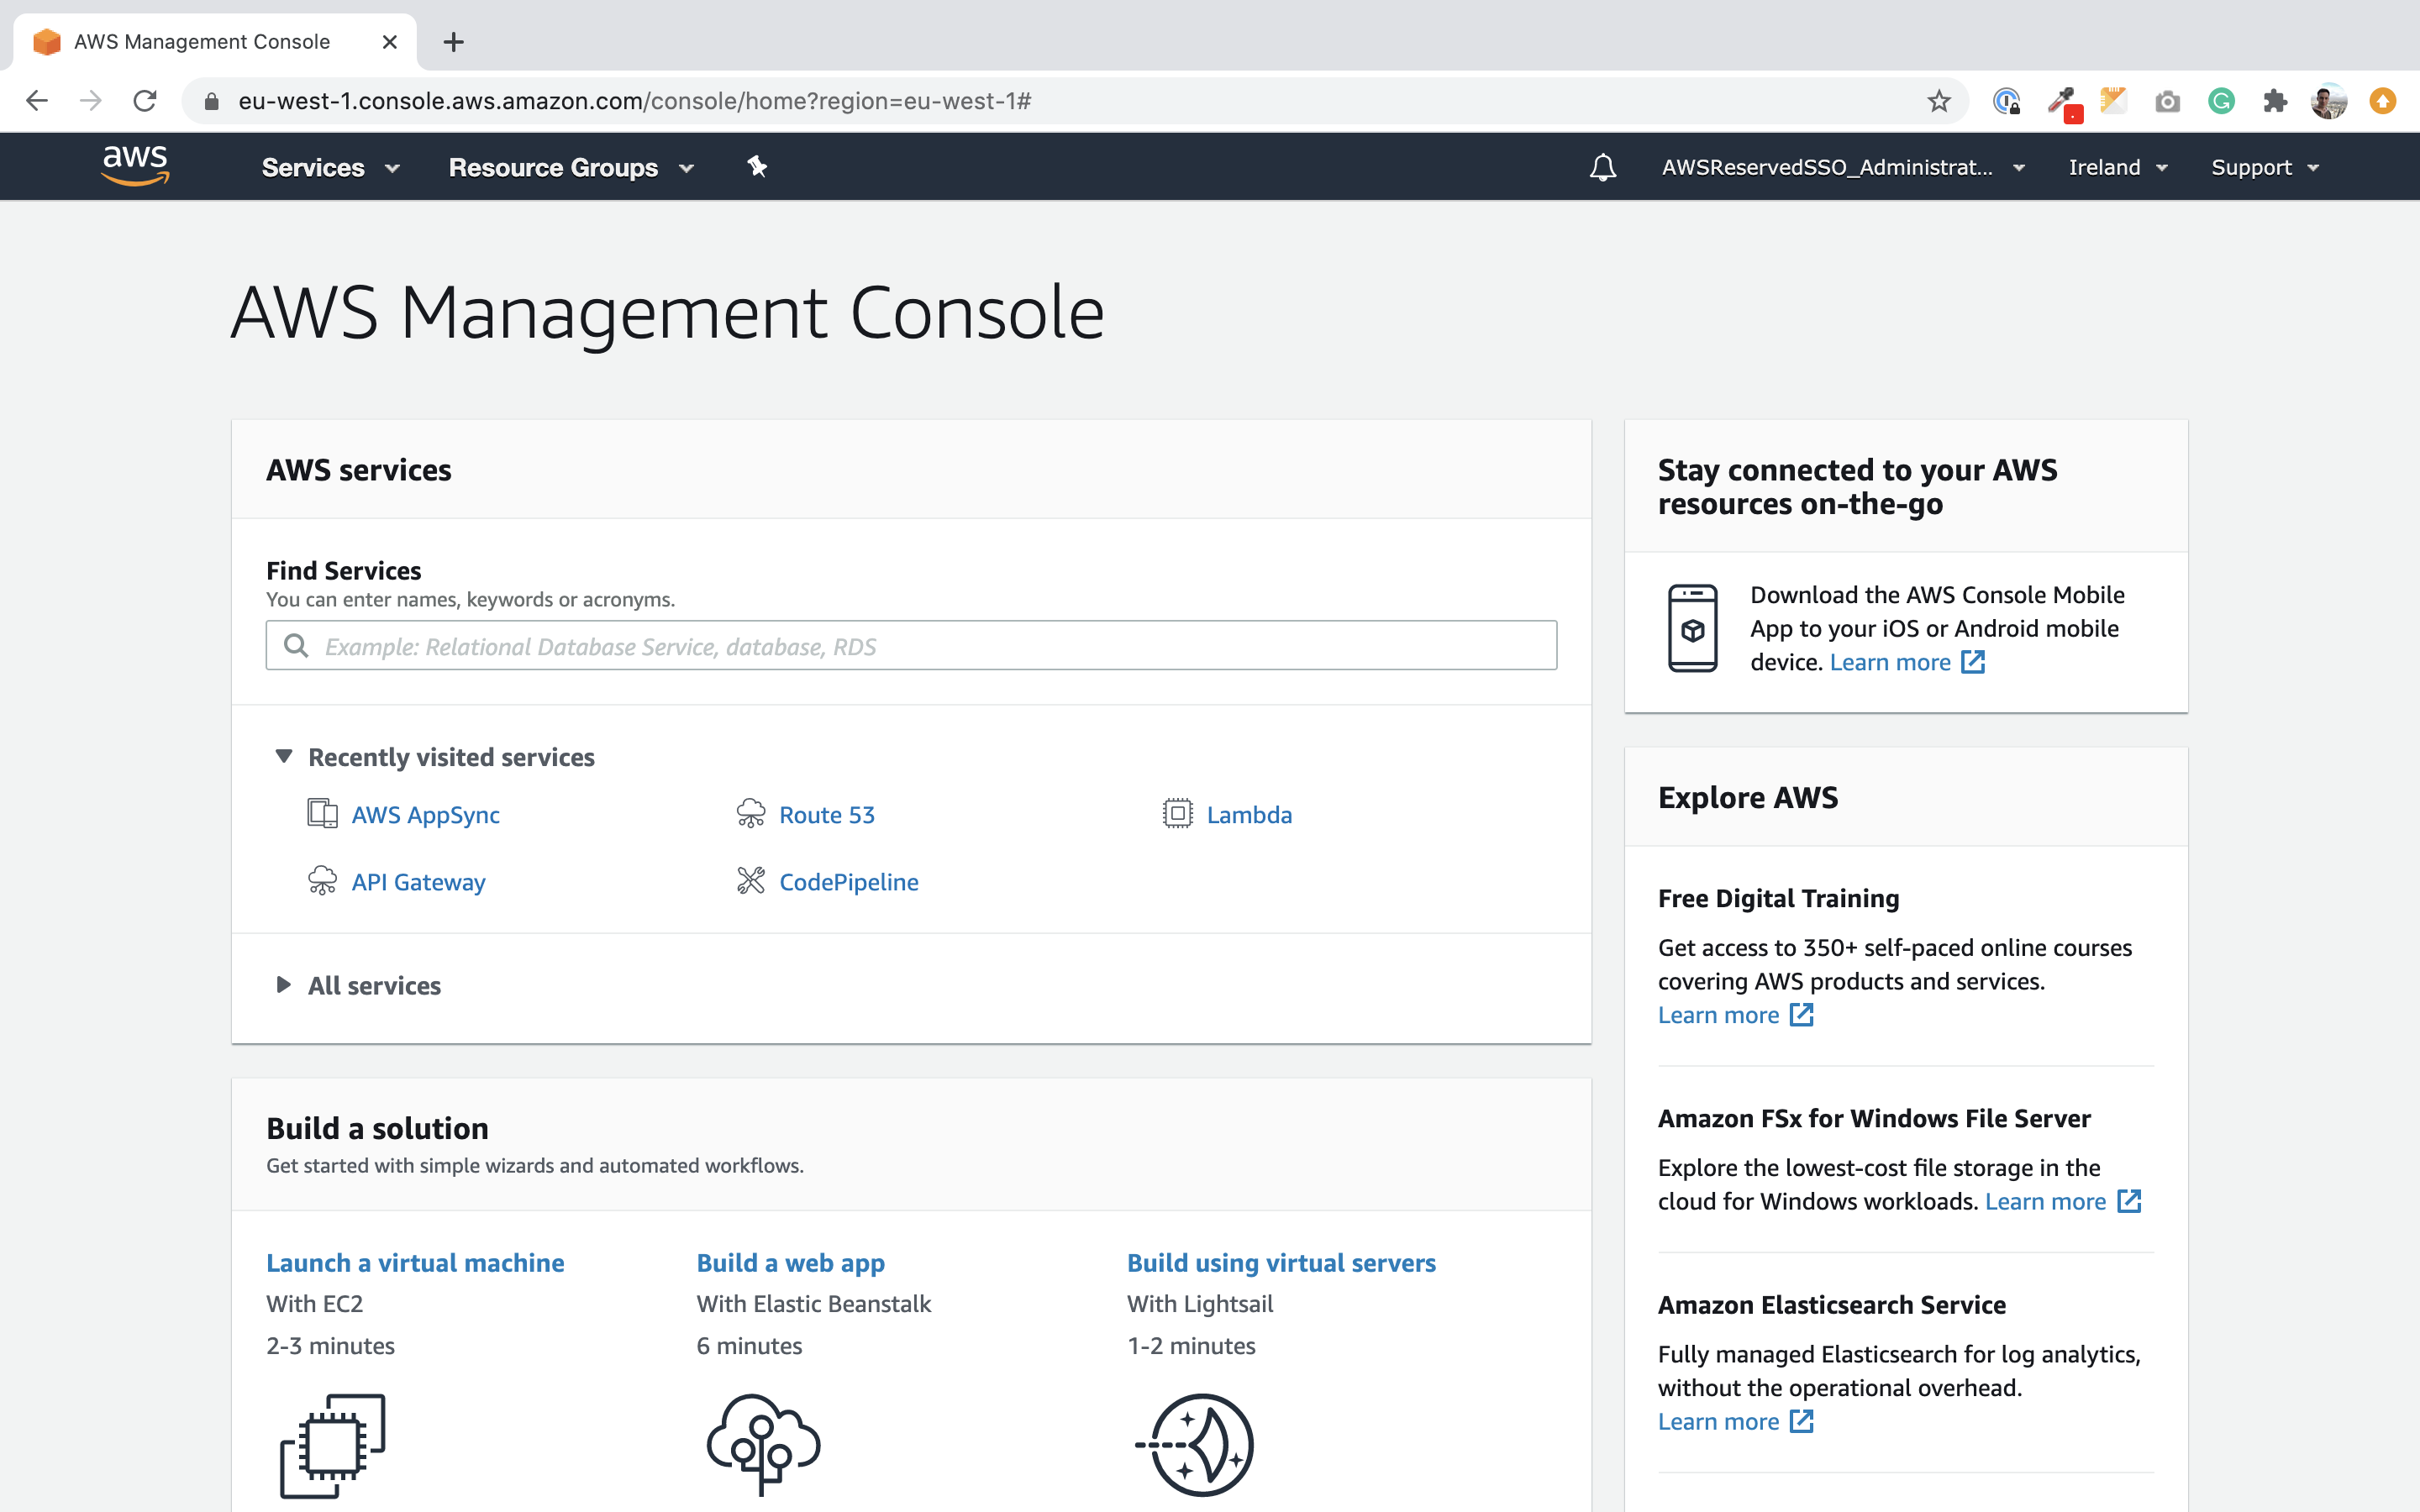 AWS Management Console
eu-west-1.console.aws.amazon.com/console/home?region=eu-west-1#
aws
Services
Resource Groups
AWSReservedSSO_Administrat...
Ireland
Support
AWS Management Console
AWS services
Find Services
You can enter names, keywords or acronyms.
Example: Relational Database Service, database, RDS
Recently visited services
AWS AppSync
Route 53
Lambda
API Gateway
CodePipeline
All services
Build a solution
Get started with simple wizards and automated workflows.
Launch a virtual machine
With EC2
2-3 minutes
Build a web app
With Elastic Beanstalk
6 minutes
Build using virtual servers
With Lightsail
1-2 minutes
Stay connected to your AWS
resources on-the-go
Download the AWS Console Mobile
App to your iOS or Android mobile
device. Learn more
Explore AWS
Free Digital Training
Get access to 350+ self-paced online courses
covering AWS products and services.
Learn more
Amazon FSx for Windows File Server
Explore the lowest-cost file storage in the
cloud for Windows workloads. Learn more
Amazon Elasticsearch Service
Fully managed Elasticsearch for log analytics,
without the operational overhead.
Learn more